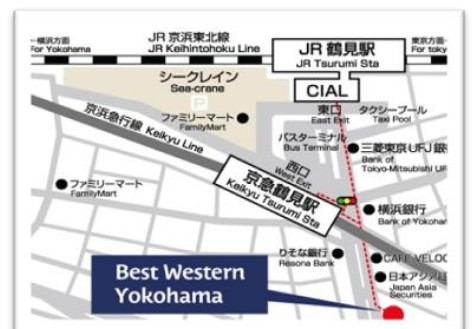 ←横浜方面
For Yokohama
JR 京浜東北線
JR Keihintohoku Line
JR 鶴見駅
JR Tsurumi Sta
東京方面
For toky
シークレイン
Sea-crane
P
CIAL
東口
East Exit
タクシープール
Taxi Pool
京浜急行線 Keikyu Line
ファミリーマート
FamilyMart
バスターミナル
Bus Terminal
三菱東京UFJ銀
Bank of
Tokyo-Mitsubishi UF
西口
West Exit
京急鶴見駅
Keikyu Tsurumi Sta
ファミリーマート
FamilyMart
横浜銀行
Bank of Yokohar
りそな銀行
Resona Bank
CAFE VELOC
日本アジア
Japan Asia
Securities
Best Western
Yokohama